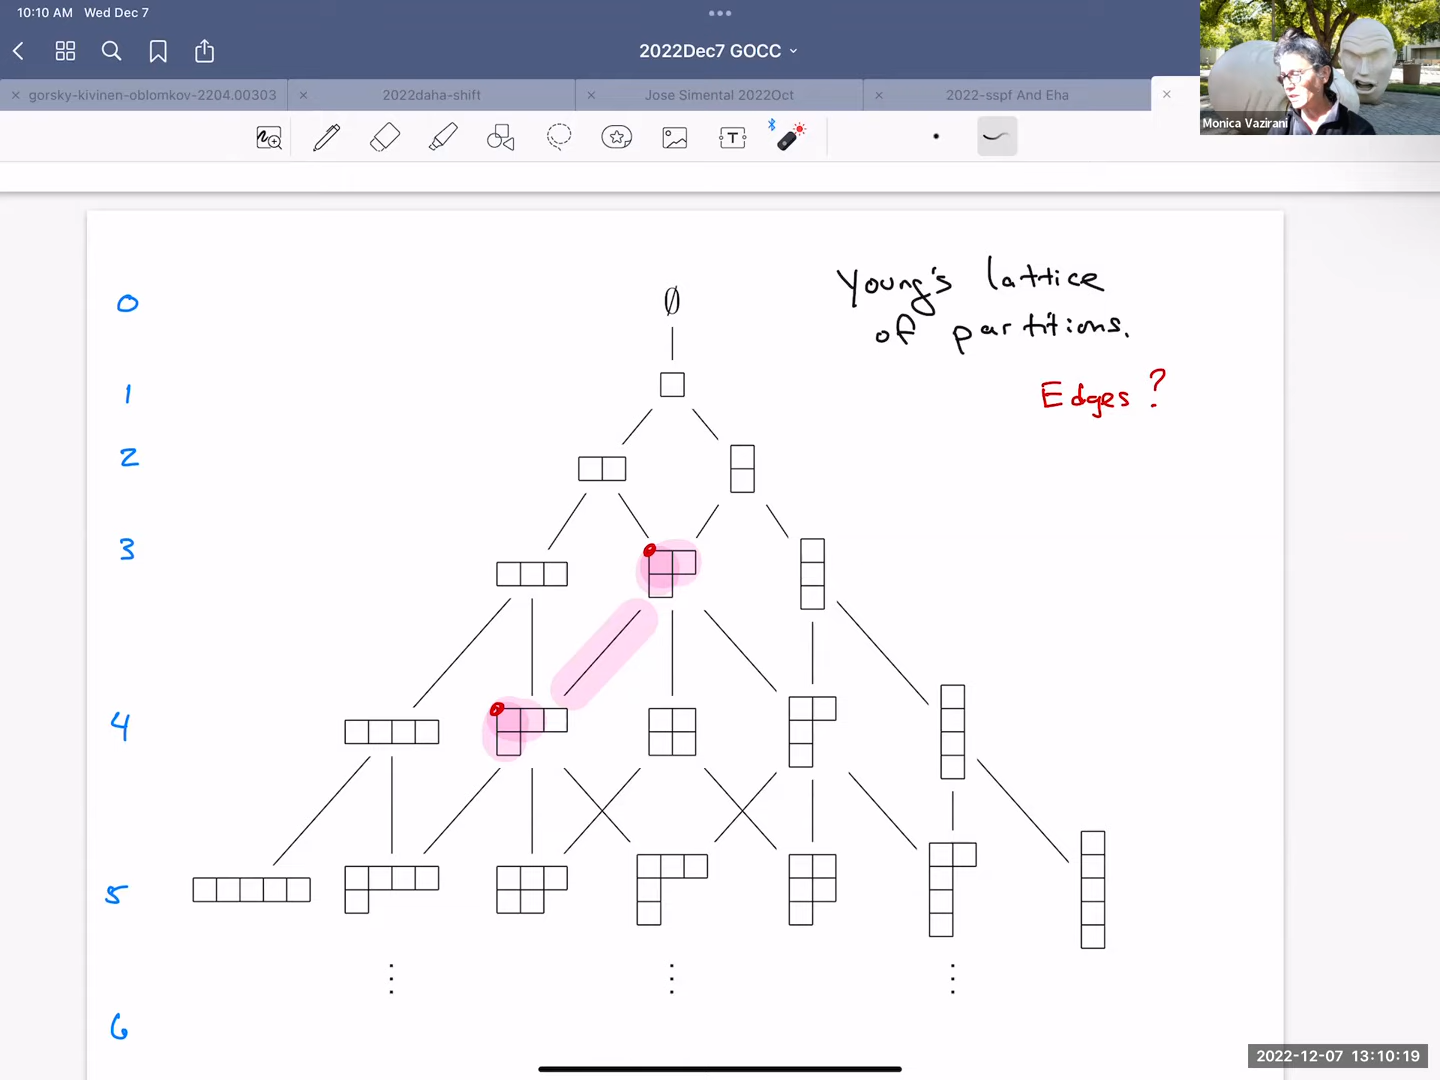 10:10 AM Wed Dec 7
2022Dec7 GOCC
gorsky-kivinen-oblomkov-2204.00303
2022daha-shift
Jose Simental 2022Oct
2022-sspf And Eha
T
Monica Vazirani
Young's lattice
of partitions.
Edges?
0
∅
1
2
3
4
5
6
2022-12-07 13:10:19